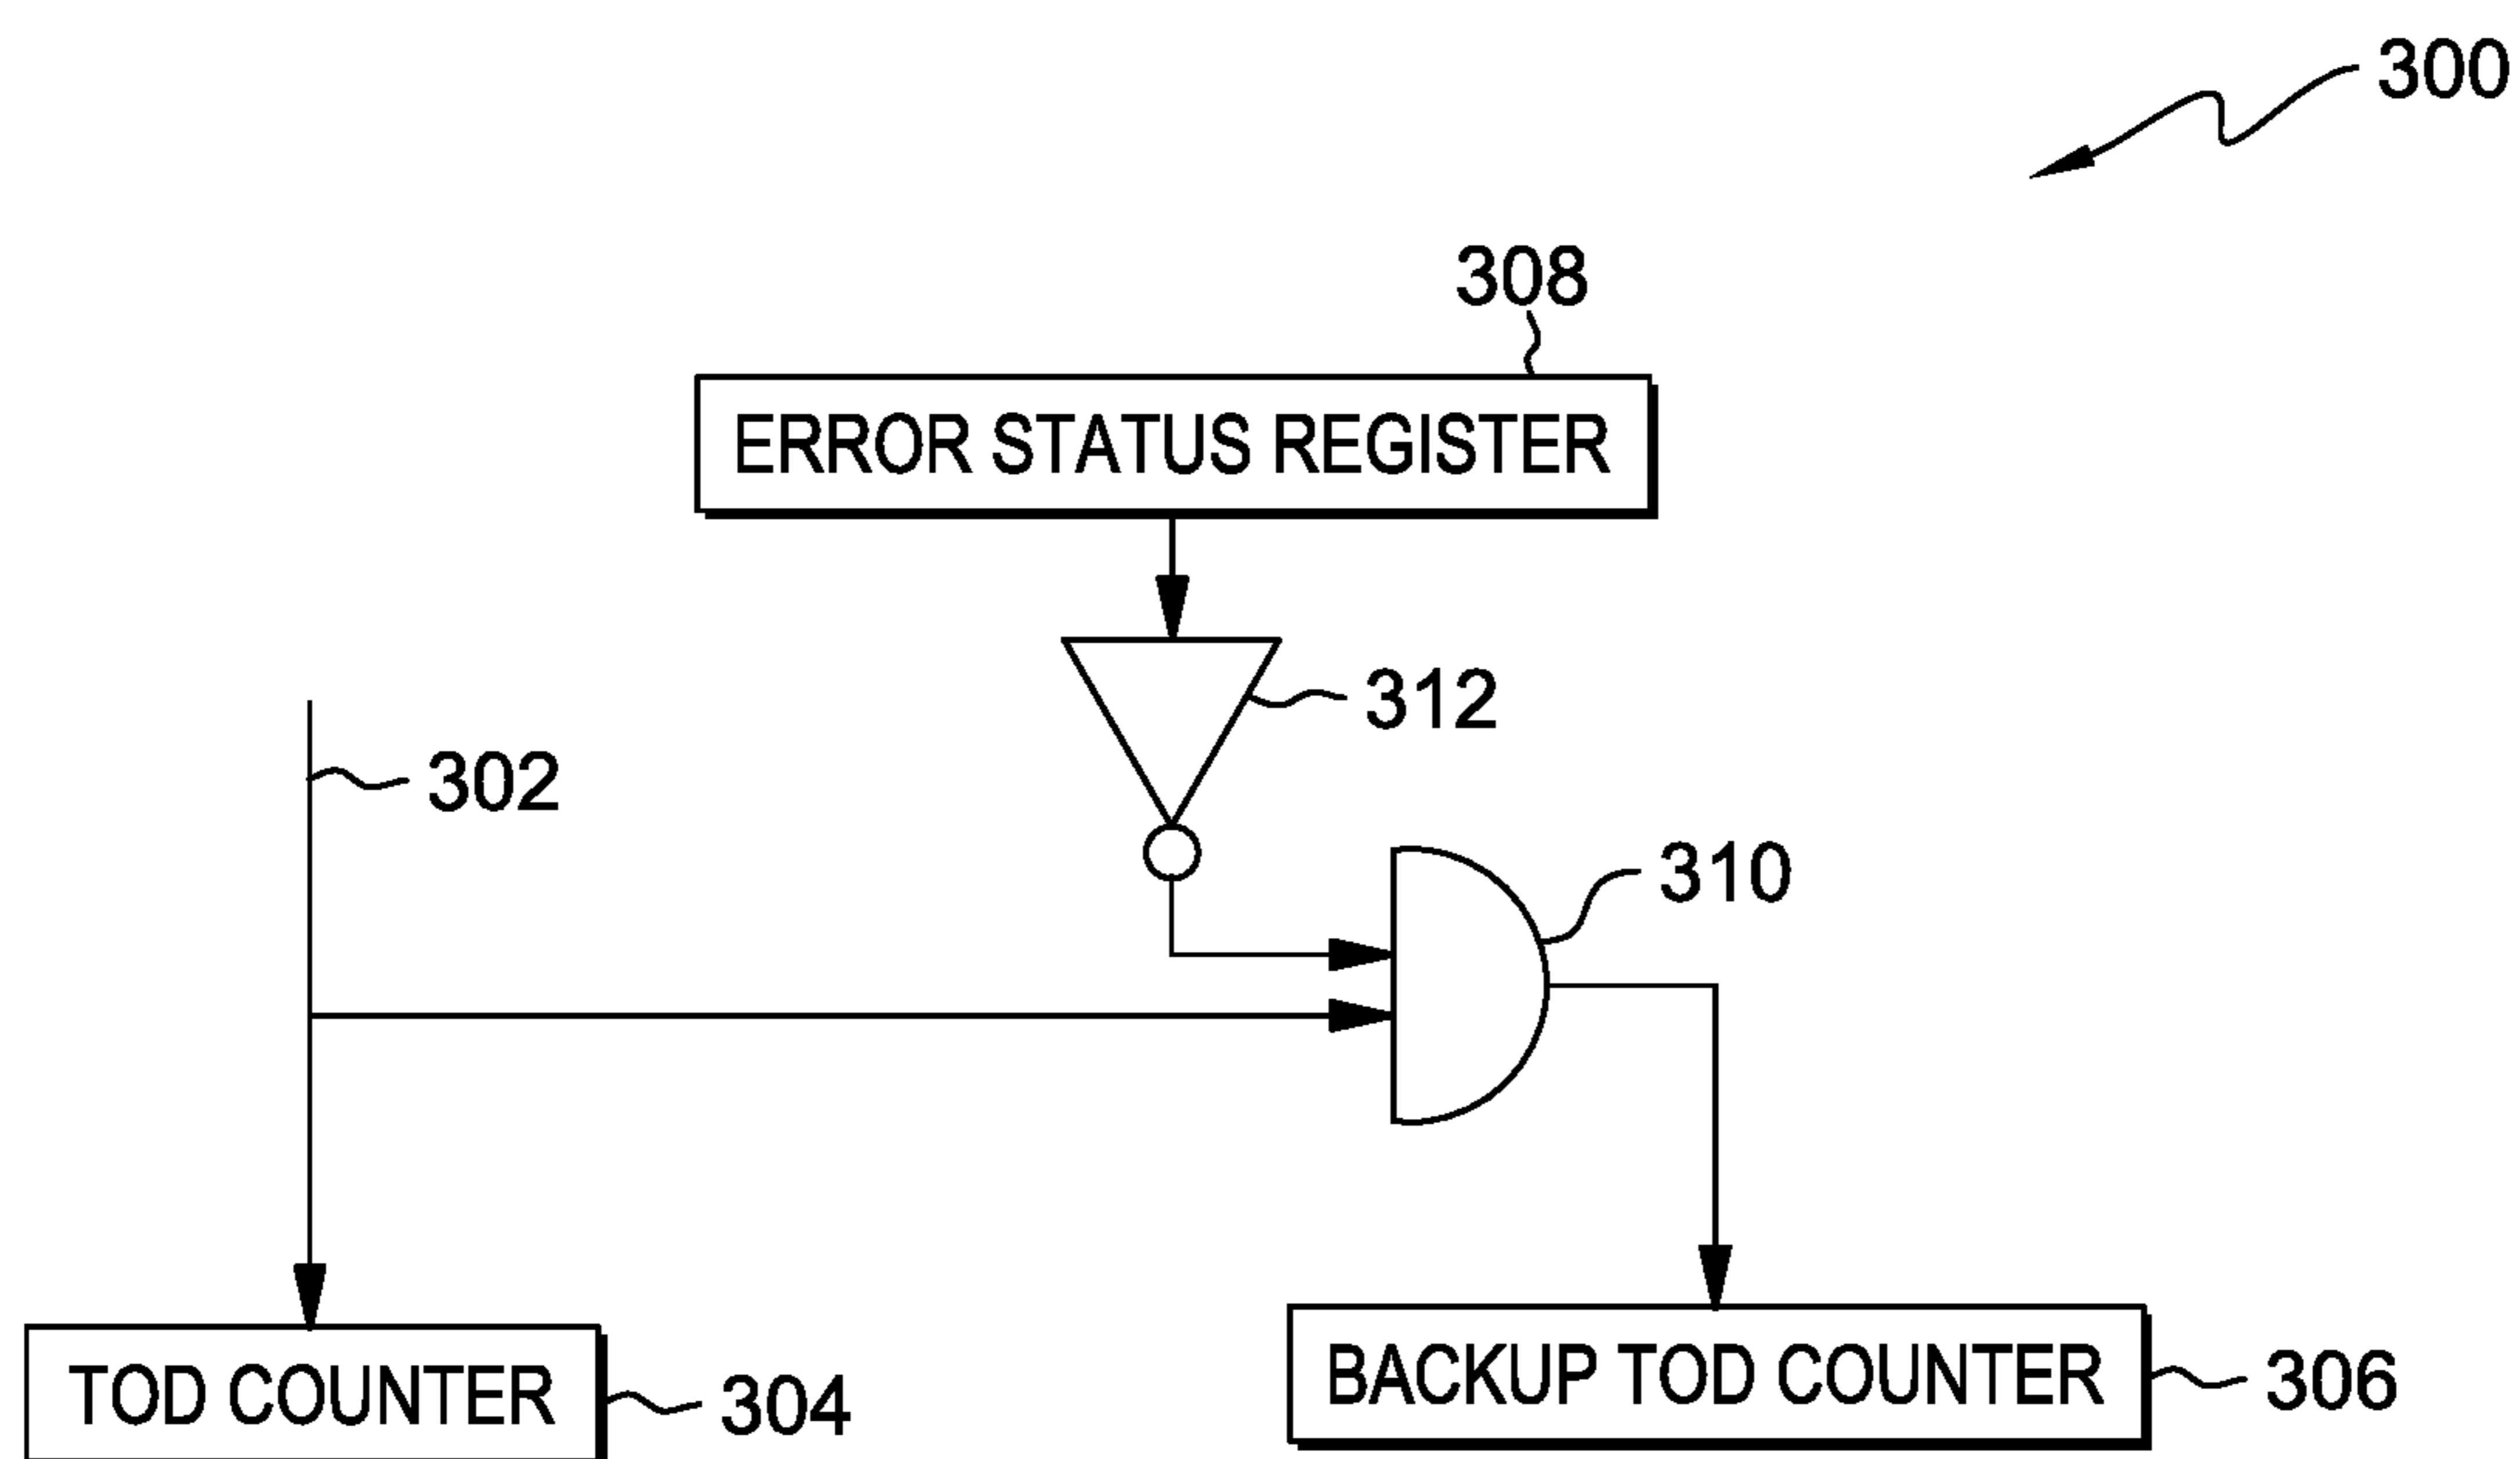 300
308
ERROR STATUS REGISTER
312
302
310
TOD COUNTER
304
BACKUP TOD COUNTER
306